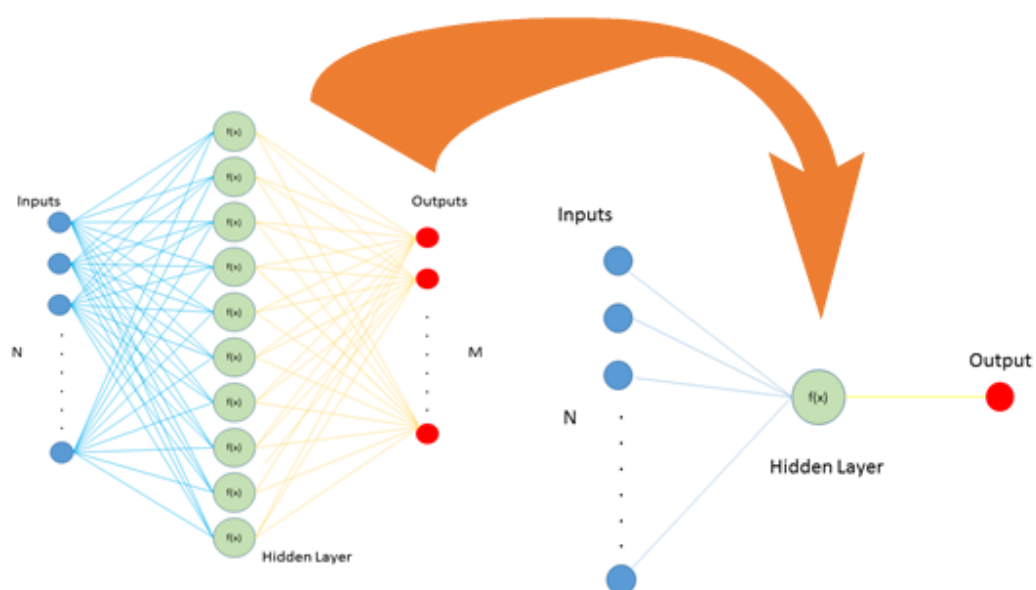 Inputs
N
f(x)
f(x)
f(x)
f(x)
f(x)
f(x)
f(x)
f(x)
f(x)
f(x)
Hidden Layer
Outputs
M
Inputs
N
f(x)
Hidden Layer
Output